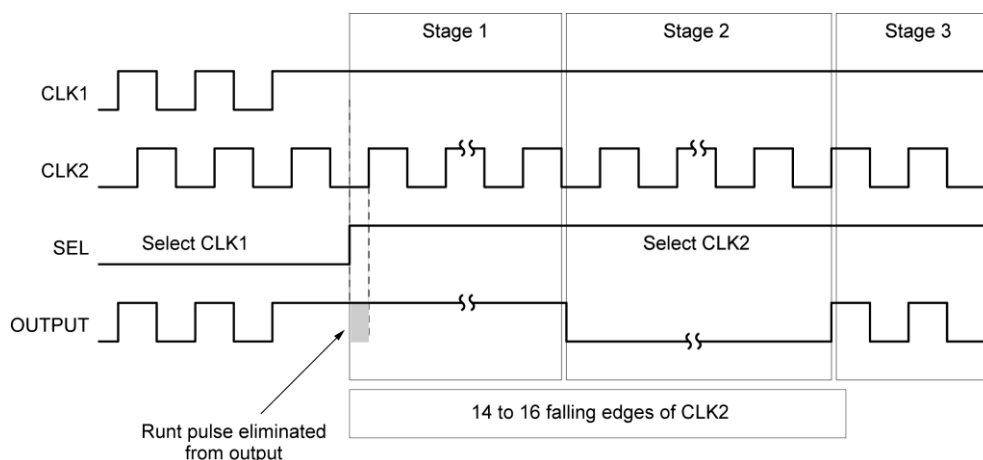 Stage 1
Stage 2
Stage 3
CLK1
CLK2
SEL
Select CLK1
Select CLK2
OUTPUT
14 to 16 falling edges of CLK2
Runt pulse eliminated
from output